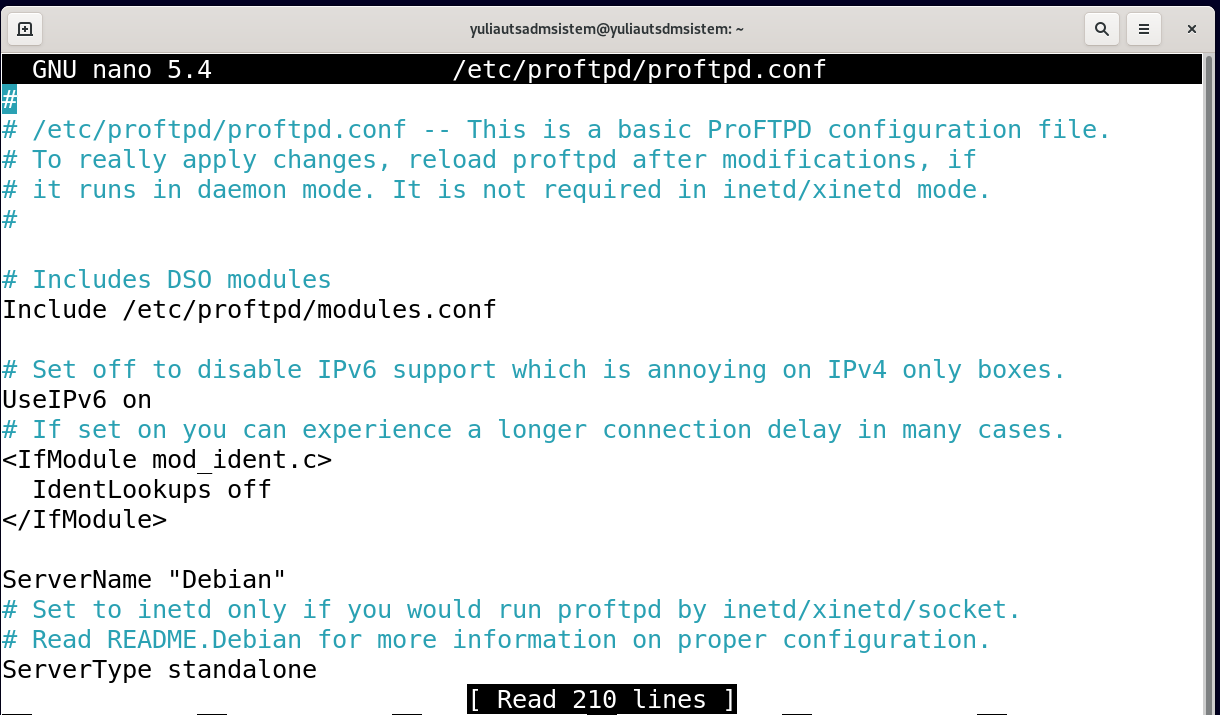 yuliautsadmsistem@yuliautsdmsistem: ~
GNU nano 5.4 /etc/proftpd/proftpd.conf
#
# /etc/proftpd/proftpd.conf -- This is a basic ProFTPD configuration file.
# To really apply changes, reload proftpd after modifications, if
# it runs in daemon mode. It is not required in inetd/xinetd mode.
#
# Includes DSO modules
Include /etc/proftpd/modules.conf
# Set off to disable IPv6 support which is annoying on IPv4 only boxes.
UseIPv6 on
# If set on you can experience a longer connection delay in many cases.
<IfModule mod_ident.c>
  IdentLookups off
</IfModule>
ServerName "Debian"
# Set to inetd only if you would run proftpd by inetd/xinetd/socket.
# Read README.Debian for more information on proper configuration.
ServerType standalone
[ Read 210 lines ]